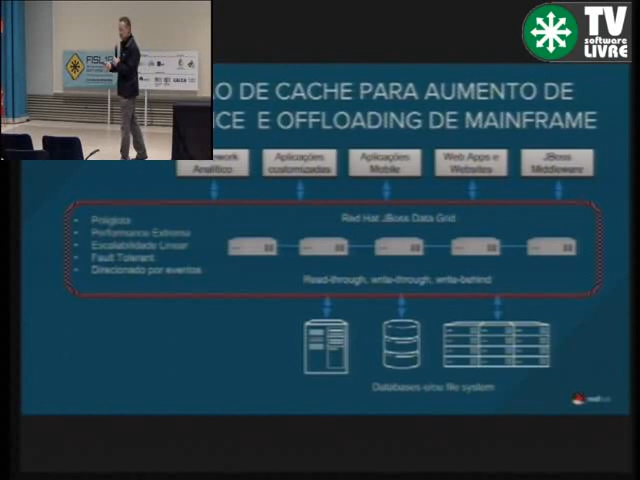 TV
software
LIVRE
FISL
O DE CACHE PARA AUMENTO DE
E OFFLOADING DE MAINFRAME
Analítico
Aplicações
customizadas
Aplicações
Mobile
Web Apps e
Websites
JBoss
Middleware
Red Hat JBoss Data Grid
• Poliglota
• Performance Extrema
• Escalabilidade Linear
• Fault Tolerant
• Direcionado por eventos
Read-through, write-through, write-behind
Databases e/ou file system